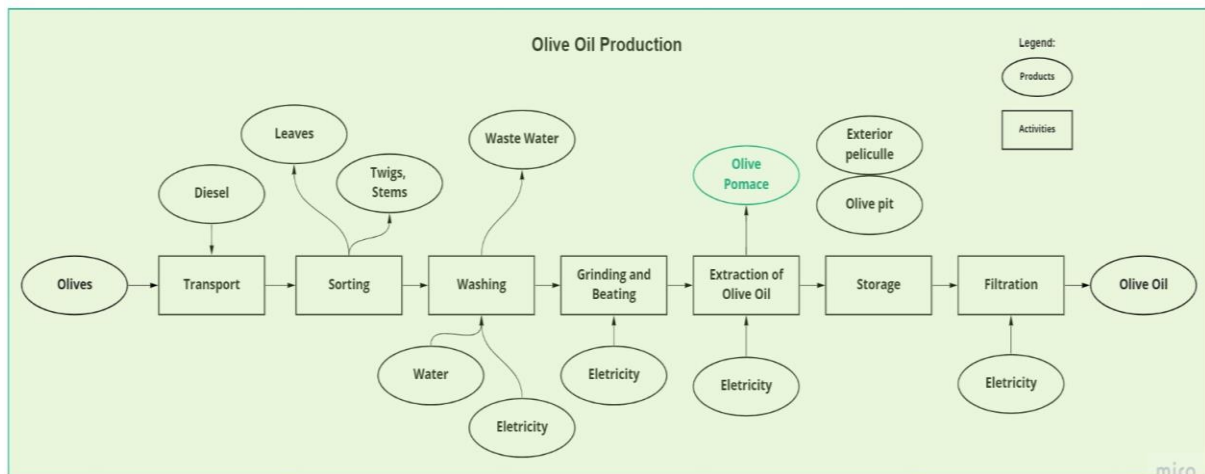 Olive Oil Production
Legend:
Products
Activities
Leaves
Waste Water
Exterior
peliculle
Twigs,
Stems
Olive
Pomace
Diesel
Olive pit
Olives
Transport
Sorting
Washing
Grinding and
Beating
Extraction of
Olive Oil
Storage
Filtration
Olive Oil
Water
Eletricity
Eletricity
Eletricity
Eletricity
miro